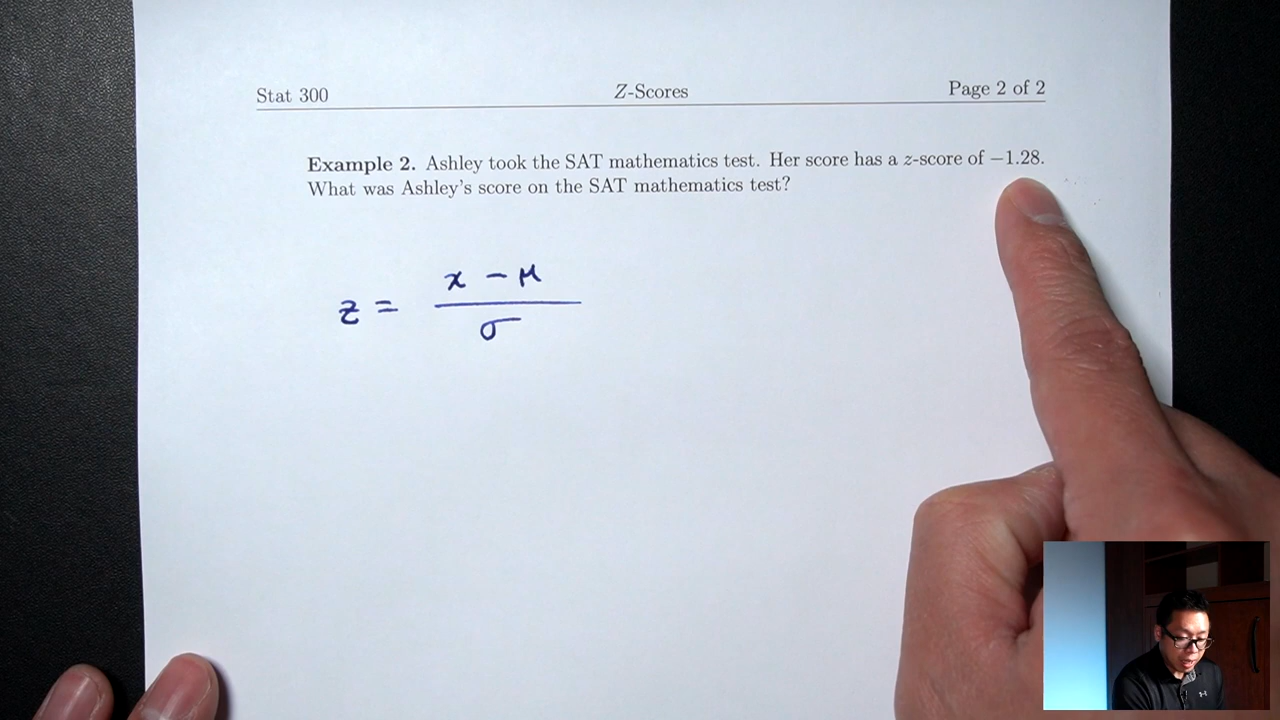 Stat 300 Z-Scores Page 2 of 2
Example 2. Ashley took the SAT mathematics test. Her score has a z-score of −1.28.
What was Ashley's score on the SAT mathematics test?
z = (x − μ) / σ